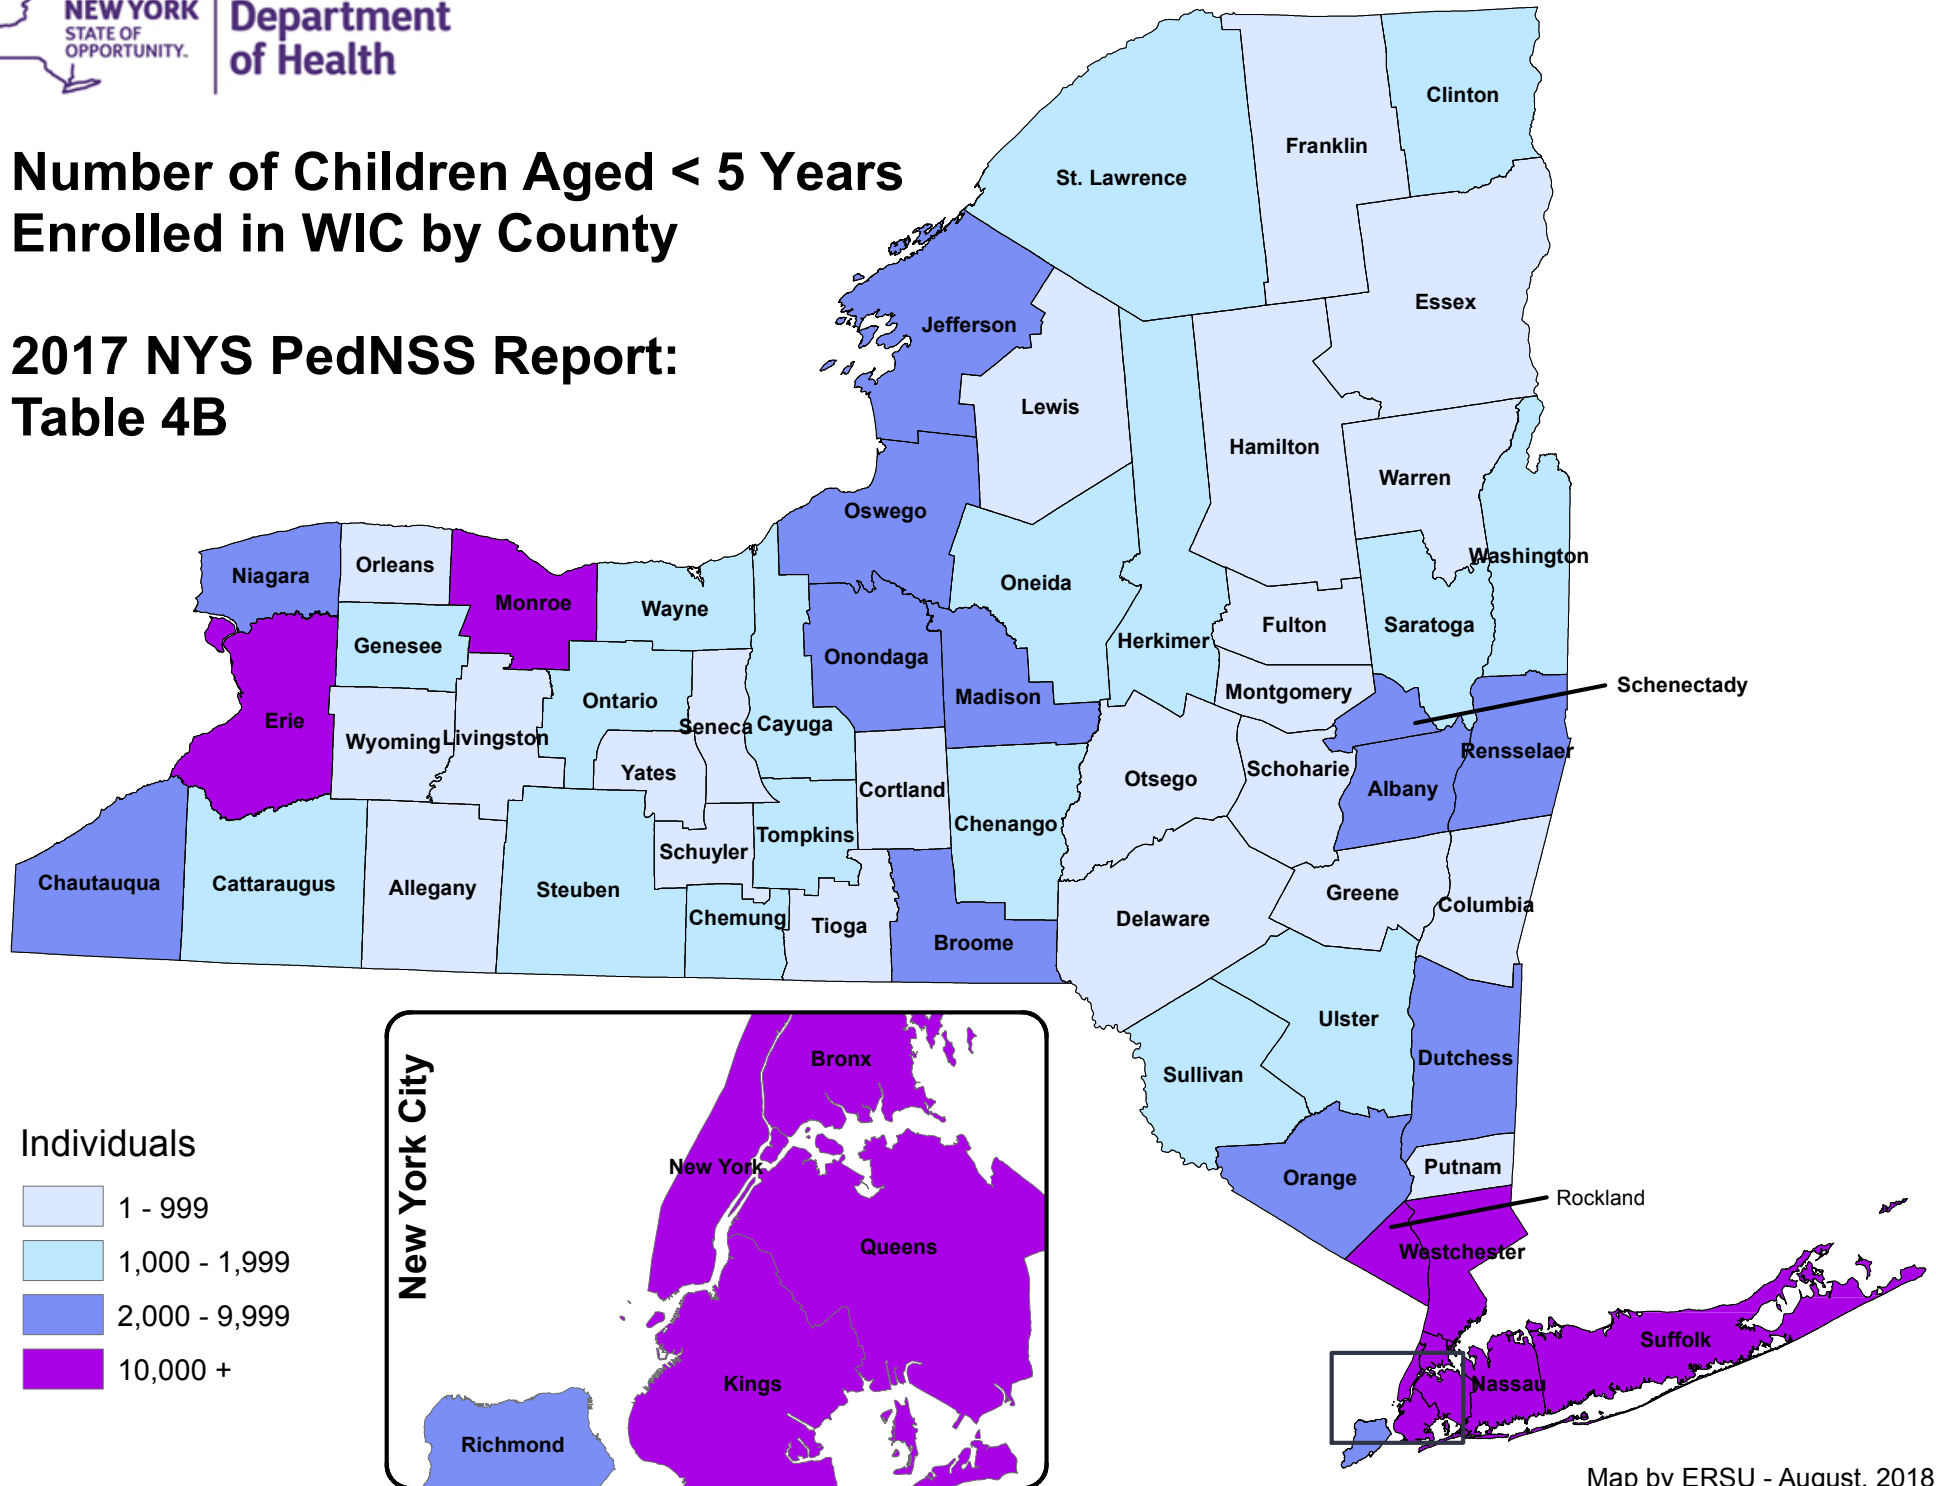 NEW YORK
STATE OF
OPPORTUNITY.
Department
of Health
Number of Children Aged < 5 Years
Enrolled in WIC by County
2017 NYS PedNSS Report:
Table 4B
Clinton
Franklin
St. Lawrence
Essex
Jefferson
Lewis
Hamilton
Warren
Oswego
Washington
Orleans
Niagara
Oneida
Monroe
Wayne
Fulton
Saratoga
Herkimer
Genesee
Onondaga
Schenectady
Montgomery
Madison
Ontario
Erie
Seneca
Cayuga
Wyoming
Livingston
Rensselaer
Schoharie
Yates
Otsego
Cortland
Albany
Chenango
Tompkins
Schuyler
Chautauqua
Cattaraugus
Allegany
Steuben
Greene
Columbia
Chemung
Delaware
Tioga
Broome
Ulster
Dutchess
Sullivan
Putnam
Orange
Rockland
Westchester
Suffolk
Nassau
New York City
Bronx
New York
Queens
Kings
Richmond
Individuals
1 - 999
1,000 - 1,999
2,000 - 9,999
10,000 +
Map by ERSU - August, 2018